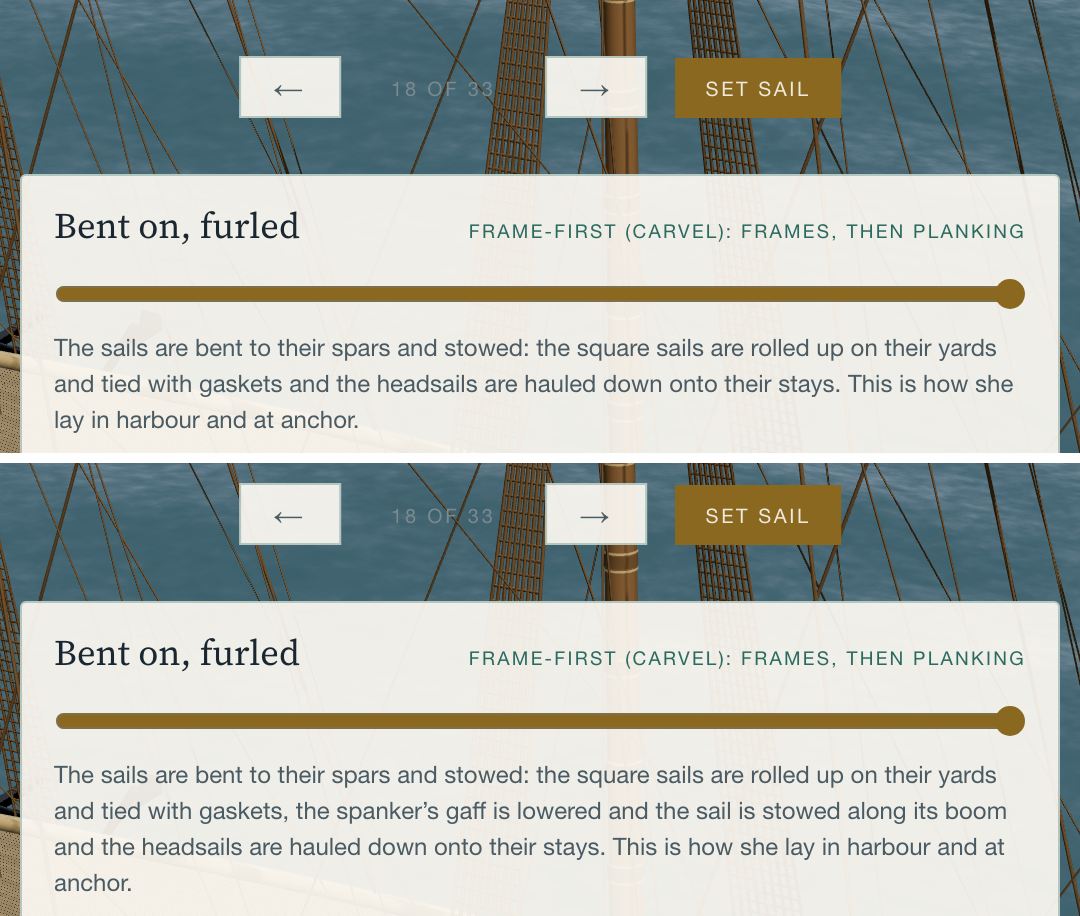 ← 18 OF 33 → SET SAIL
Bent on, furled
FRAME-FIRST (CARVEL): FRAMES, THEN PLANKING
The sails are bent to their spars and stowed: the square sails are rolled up on their yards
and tied with gaskets and the headsails are hauled down onto their stays. This is how she
lay in harbour and at anchor.
← 18 OF 33 → SET SAIL
Bent on, furled
FRAME-FIRST (CARVEL): FRAMES, THEN PLANKING
The sails are bent to their spars and stowed: the square sails are rolled up on their yards
and tied with gaskets, the spanker’s gaff is lowered and the sail is stowed along its boom
and the headsails are hauled down onto their stays. This is how she lay in harbour and at
anchor.